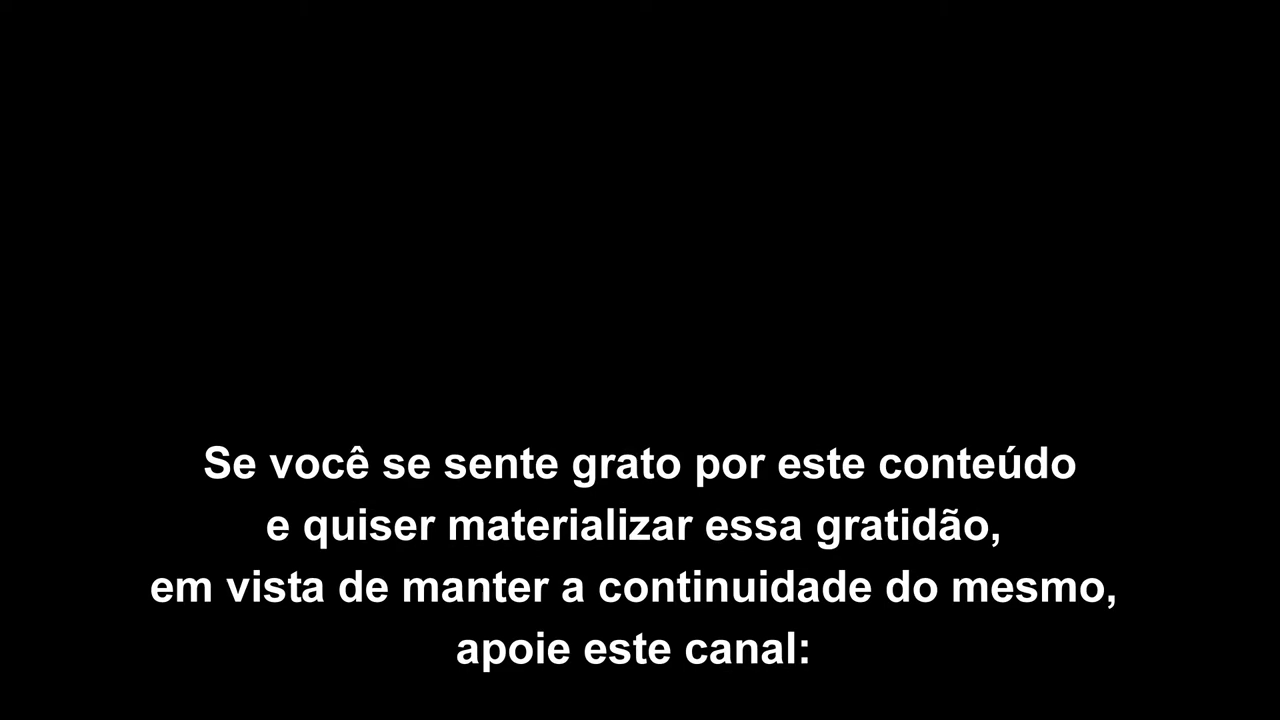 Se você se sente grato por este conteúdo
e quiser materializar essa gratidão,
em vista de manter a continuidade do mesmo,
apoie este canal: